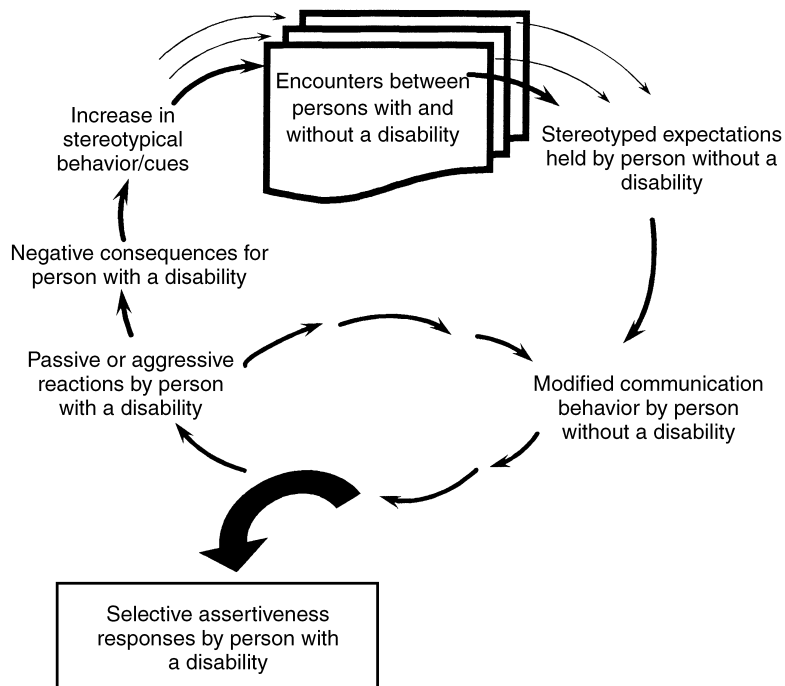 Encounters between
persons with and
without a disability
Stereotyped expectations
held by person without a
disability
Modified communication
behavior by person
without a disability
Passive or aggressive
reactions by person
with a disability
Negative consequences for
person with a disability
Increase in
stereotypical
behavior/cues
Selective assertiveness
responses by person with
a disability